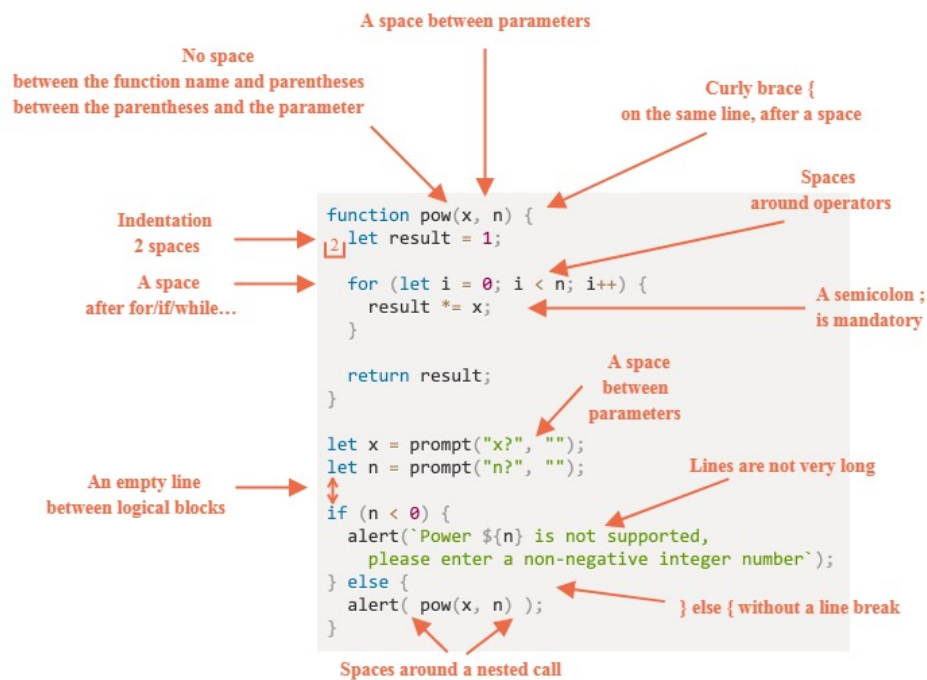 A space between parameters
No space
between the function name and parentheses
between the parentheses and the parameter
Curly brace {
on the same line, after a space
Spaces
around operators
Indentation
2 spaces
A space
after for/if/while…
A semicolon ;
is mandatory
function pow(x, n) {
2
let result = 1;
for (let i = 0; i < n; i++) {
result *= x;
}
return result;
}
A space
between
parameters
let x = prompt("x?", "");
let n = prompt("n?", "");
An empty line
between logical blocks
Lines are not very long
if (n < 0) {
alert(`Power ${n} is not supported,
please enter a non-negative integer number`);
} else {
alert( pow(x, n) );
}
} else { without a line break
Spaces around a nested call